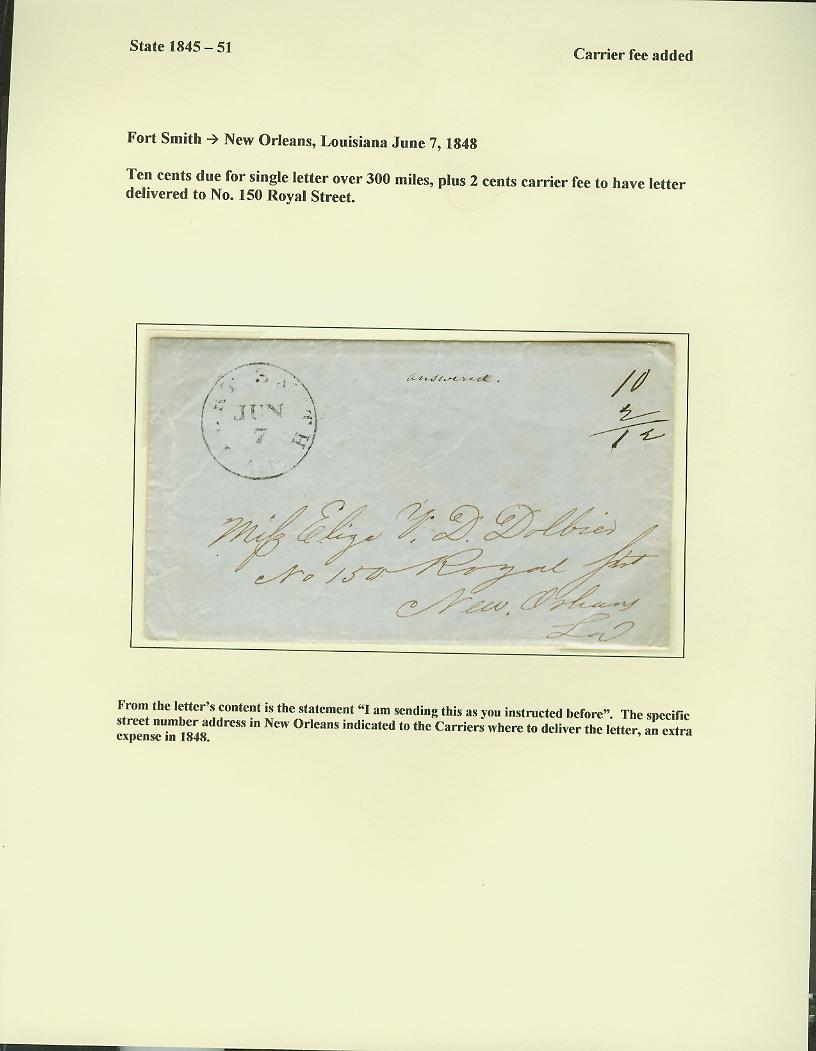 State 1845 – 51
Carrier fee added
Fort Smith → New Orleans, Louisiana June 7, 1848
Ten cents due for single letter over 300 miles, plus 2 cents carrier fee to have letter
delivered to No. 150 Royal Street.
FORT SMITH
JUN
7
answered.
10
2
12
Miss Eliza V. D. Dolbier
No 150 Royal
New. Orleans
La
From the letter's content is the statement “I am sending this as you instructed before”.  The specific
street number address in New Orleans indicated to the Carriers where to deliver the letter, an extra
expense in 1848.